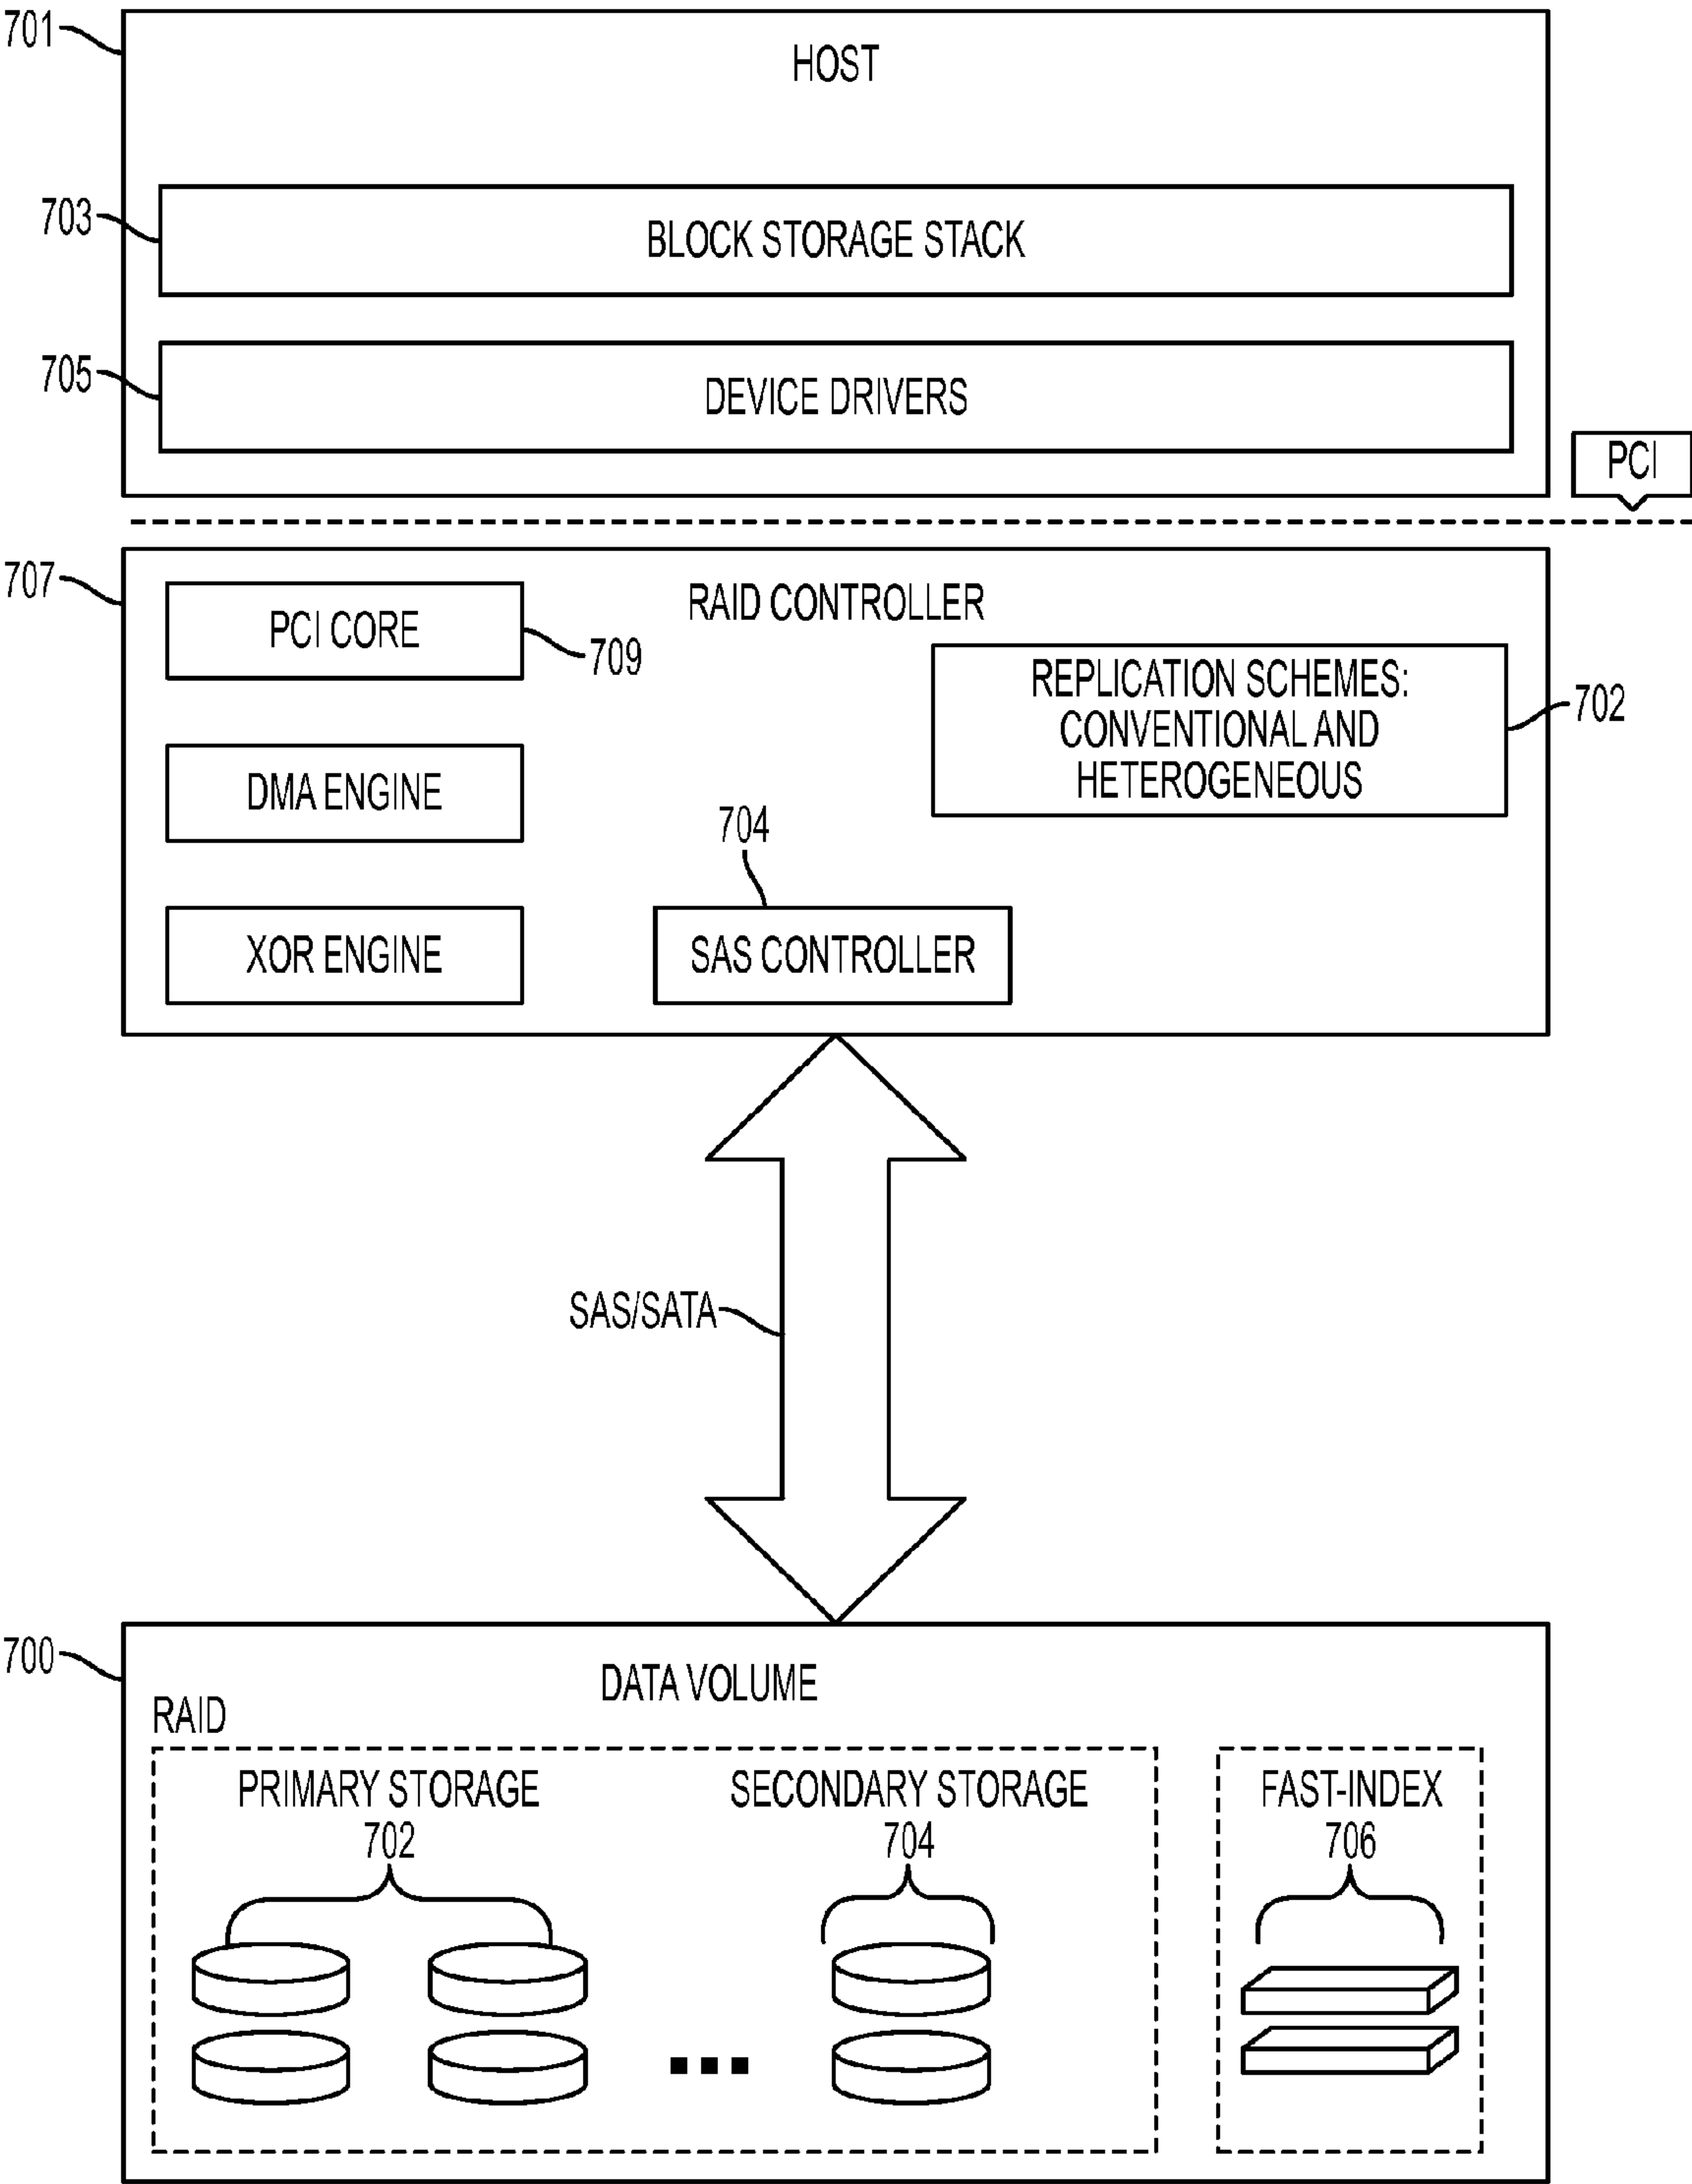 701
HOST
703
BLOCK STORAGE STACK
705
DEVICE DRIVERS
PCI
707
RAID CONTROLLER
PCI CORE
709
REPLICATION SCHEMES:
CONVENTIONAL AND
HETEROGENEOUS
702
DMA ENGINE
704
XOR ENGINE
SAS CONTROLLER
SAS/SATA
700
DATA VOLUME
RAID
PRIMARY STORAGE
702
SECONDARY STORAGE
704
FAST-INDEX
706